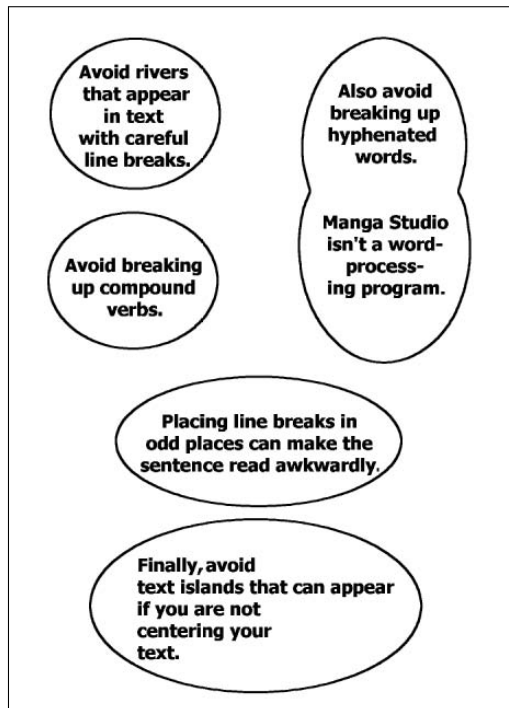 Avoid rivers
that appear
in text
with careful
line breaks.
Also avoid
breaking up
hyphenated
words.
Manga Studio
isn't a word-
process-
ing program.
Avoid breaking
up compound
verbs.
Placing line breaks in
odd places can make the
sentence read awkwardly.
Finally, avoid
text islands that can appear
if you are not
centering your
text.